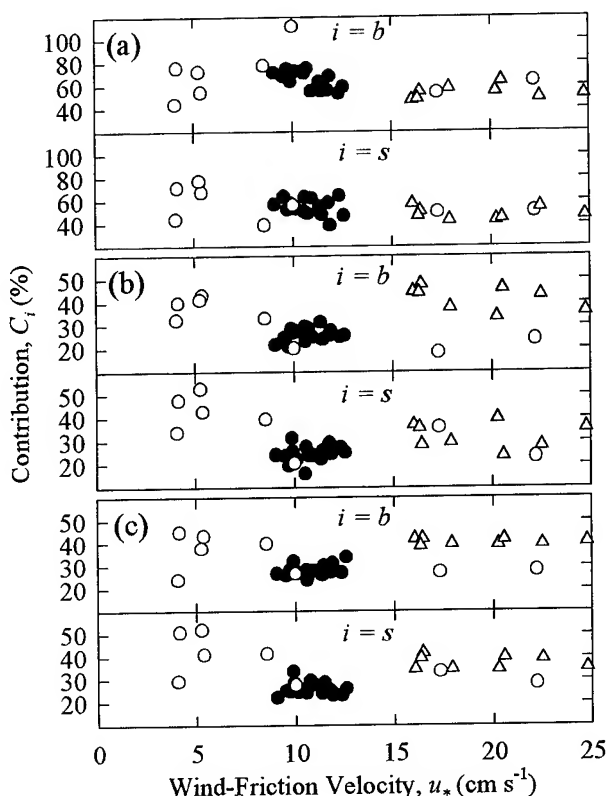 (a)
i = b
100
80
60
40
i = s
100
80
60
40
(b)
i = b
50
40
30
20
i = s
50
40
30
20
(c)
i = b
50
40
30
20
i = s
50
40
30
20
Contribution, C_i (%)
0 5 10 15 20 25
Wind-Friction Velocity, u_* (cm s⁻¹)